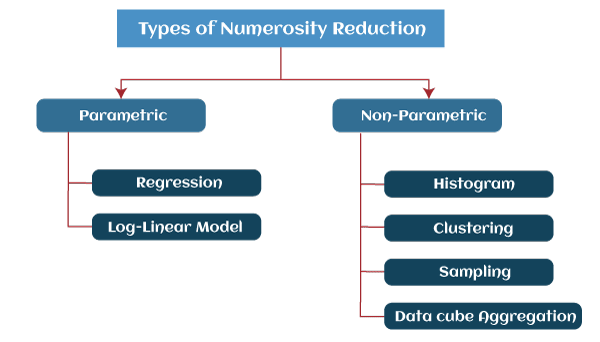 Types of Numerosity Reduction
Parametric
Non-Parametric
Regression
Log-Linear Model
Histogram
Clustering
Sampling
Data cube Aggregation